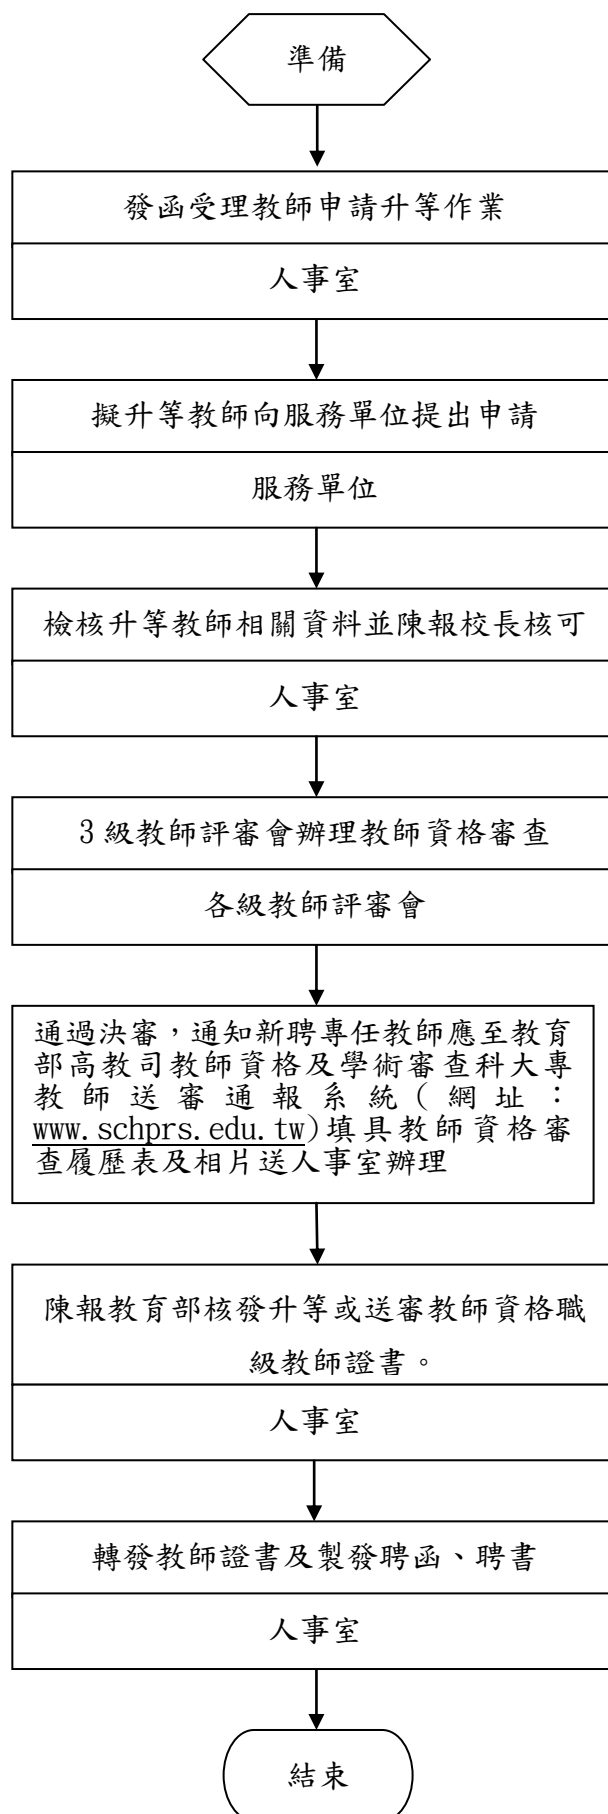 準備
發函受理教師申請升等作業
人事室
擬升等教師向服務單位提出申請
服務單位
檢核升等教師相關資料並陳報校長核可
人事室
3 級教師評審會辦理教師資格審查
各級教師評審會
通過決審，通知新聘專任教師應至教育
部高教司教師資格及學術審查科大專
教師送審通報系統(網址：
www.schprs.edu.tw)填具教師資格審
查履歷表及相片送人事室辦理
陳報教育部核發升等或送審教師資格職
級教師證書。
人事室
轉發教師證書及製發聘函、聘書
人事室
結束